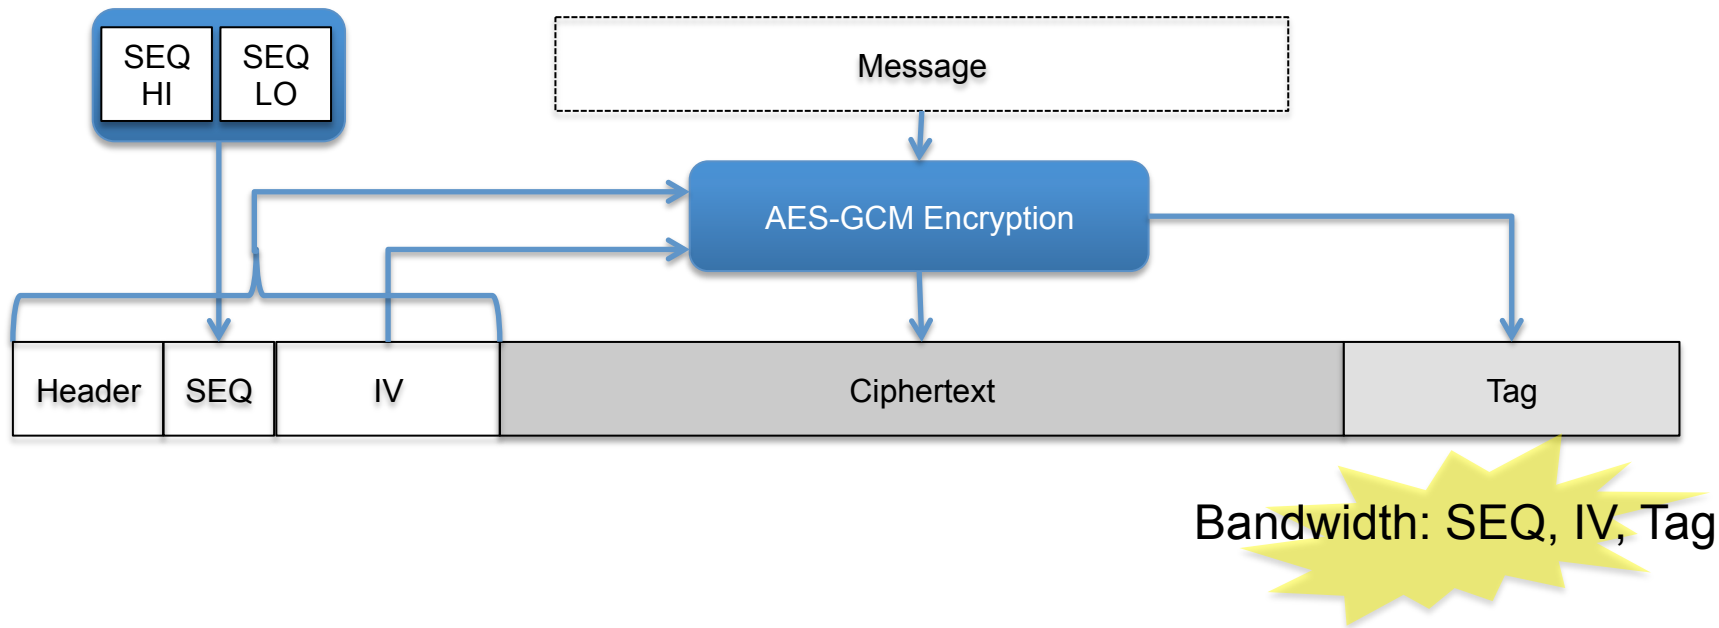 SEQ
HI
SEQ
LO
Message
AES-GCM Encryption
Header
SEQ
IV
Ciphertext
Tag
Bandwidth: SEQ, IV, Tag